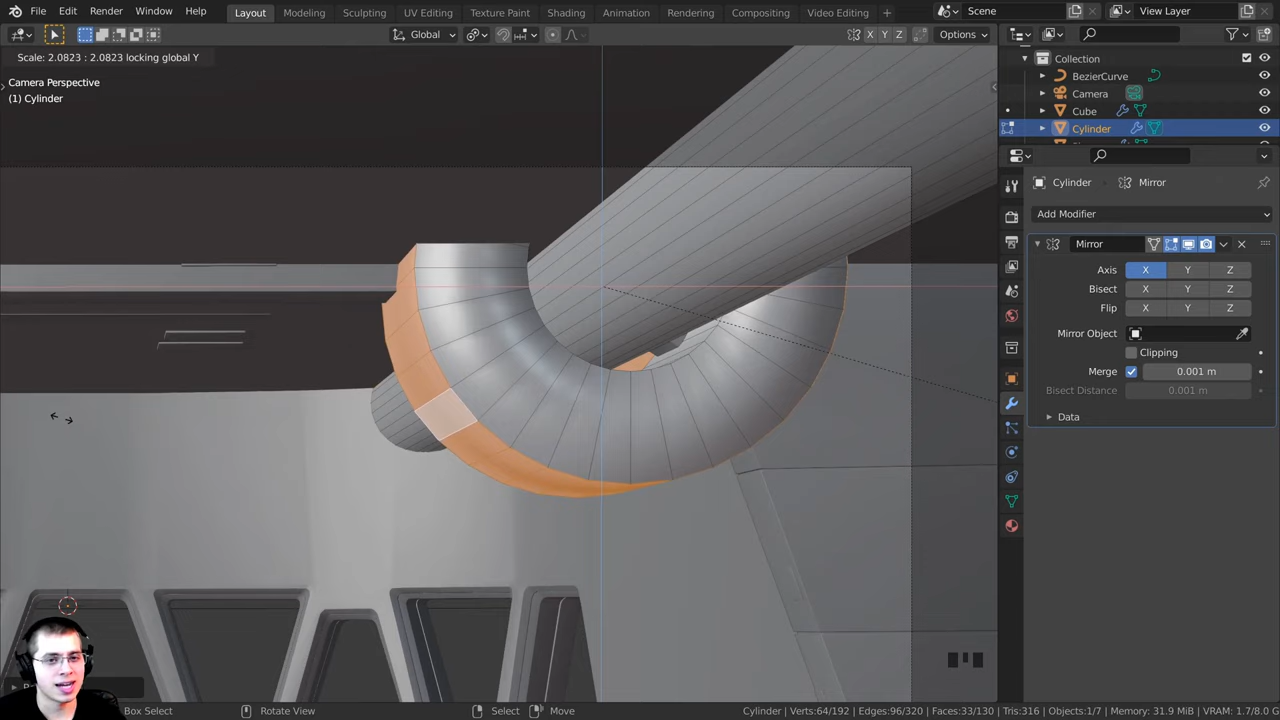 File Edit Render Window Help Layout Modeling Sculpting UV Editing Texture Paint Shading Animation Rendering Compositing Video Editing + Scene View Layer
Global X Y Z Options
Scale: 2.0823 : 2.0823 locking global Y
Camera Perspective
(1) Cylinder
Collection
BezierCurve
Camera
Cube
Cylinder
Cylinder Mirror
Add Modifier
Mirror
Axis X Y Z
Bisect X Y Z
Flip X Y Z
Mirror Object
Clipping
Merge 0.001 m
Bisect Distance 0.001 m
Data
Box Select Rotate View Select Move Cylinder | Verts:64/192 | Edges:96/320 | Faces:33/130 | Tris:316 | Objects:1/7 | Memory: 31.9 MiB | VRAM: 1.7/8.0 G